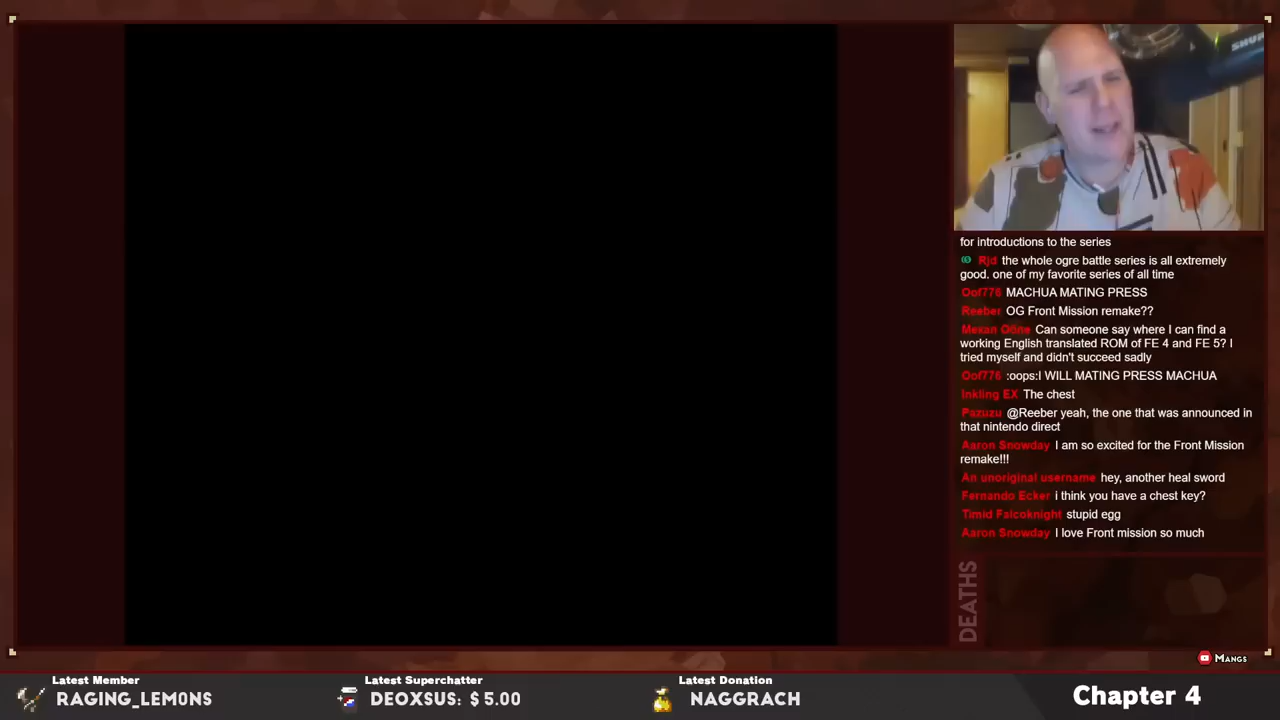 SHURE
for introductions to the series
Rjd the whole ogre battle series is all extremely
good. one of my favorite series of all time
Oof776 MACHUA MATING PRESS
Reeber OG Front Mission remake??
Mexan Obne Can someone say where I can find a
working English translated ROM of FE 4 and FE 5? I
tried myself and didn't succeed sadly
Oof776 :oops:I WILL MATING PRESS MACHUA
Inkling EX The chest
Pazuzu @Reeber yeah, the one that was announced in
that nintendo direct
Aaron Snowday I am so excited for the Front Mission
remake!!!
An unoriginal username hey, another heal sword
Fernando Ecker i think you have a chest key?
Timid Falcoknight stupid egg
Aaron Snowday I love Front mission so much
DEATHS
MANGS
Latest Member
RAGING_LEM0NS
Latest Superchatter
DEOXSUS: $ 5.00
Latest Donation
NAGGRACH
Chapter 4